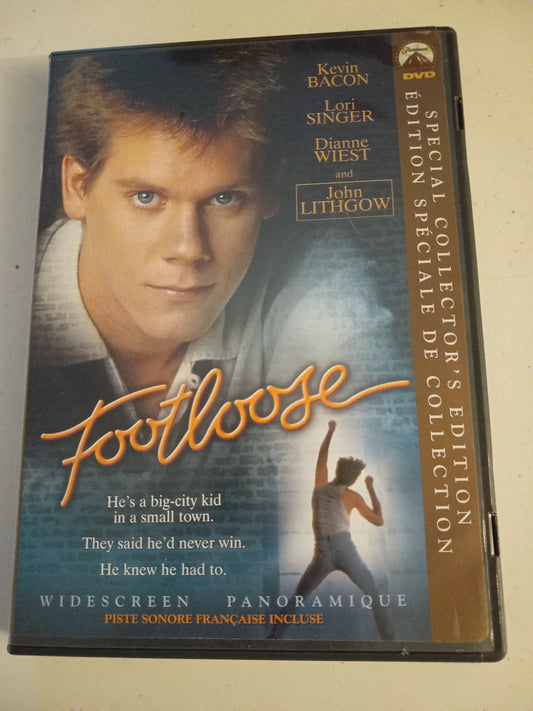 Kevin
BACON
Lori
SINGER
Dianne
WIEST
and
John
LITHGOW
Paramount
DVD
SPECIAL COLLECTOR'S EDITION
ÉDITION SPÉCIALE DE COLLECTION
Footloose
He's a big-city kid
in a small town.
They said he'd never win.
He knew he had to.
WIDESCREEN PANORAMIQUE
PISTE SONORE FRANÇAISE INCLUSE